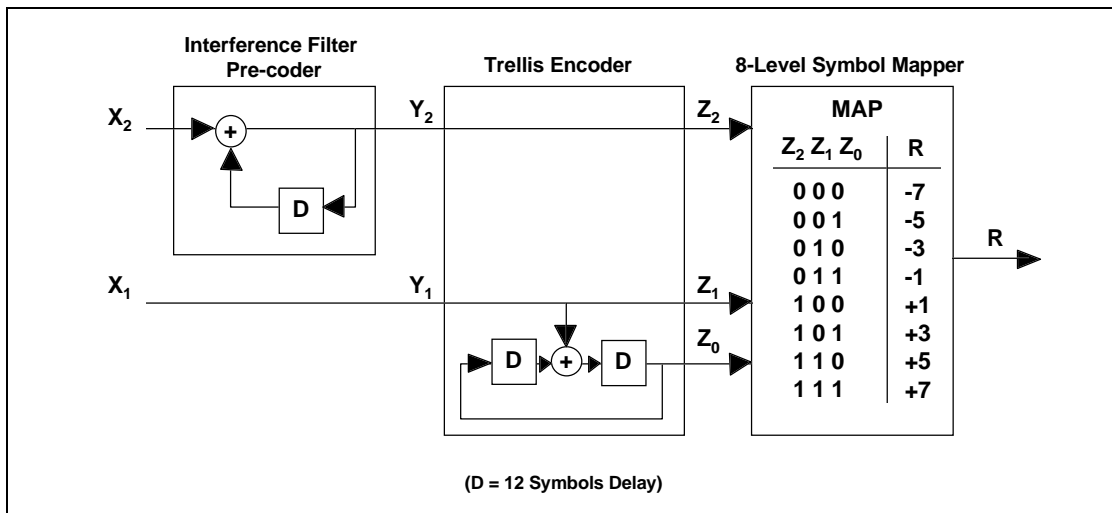 Interference Filter
Pre-coder
Trellis Encoder
8-Level Symbol Mapper
X₂
Y₂
Z₂
+
D
MAP
Z₂ Z₁ Z₀ R
0 0 0 -7
0 0 1 -5
0 1 0 -3
0 1 1 -1
1 0 0 +1
1 0 1 +3
1 1 0 +5
1 1 1 +7
R
X₁
Y₁
Z₁
Z₀
D
+
D
(D = 12 Symbols Delay)